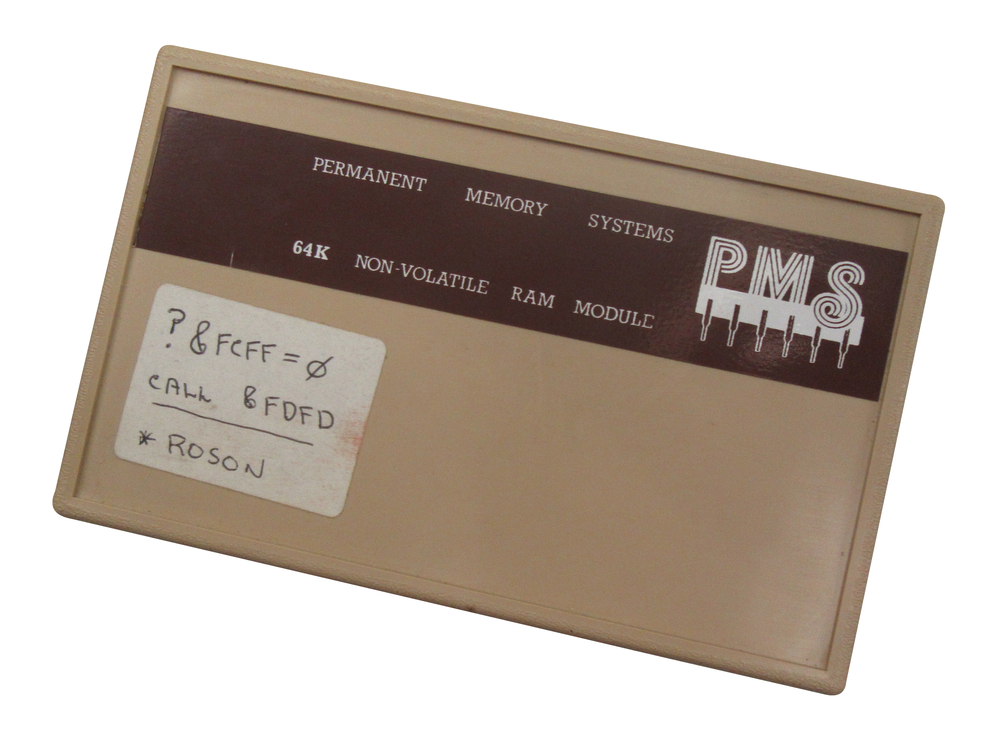 PERMANENT MEMORY SYSTEMS
64K NON-VOLATILE RAM MODULE
PMS
? &FCFF = Ø
CALL &FDFD
* ROSON